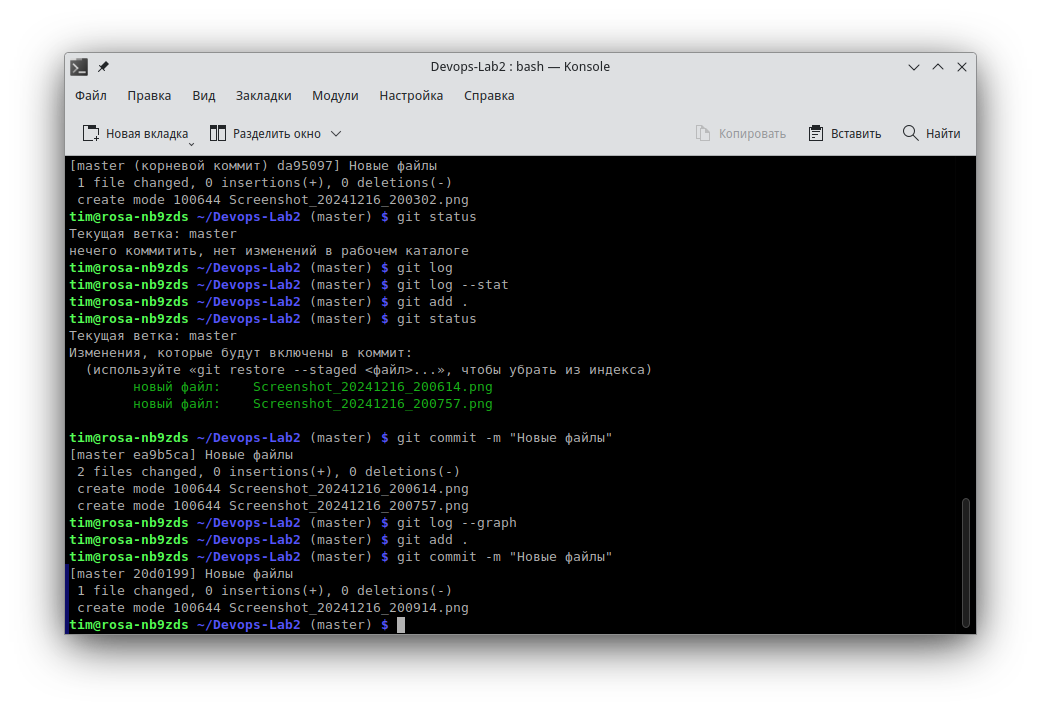 Devops-Lab2 : bash — Konsole
Файл Правка Вид Закладки Модули Настройка Справка
Новая вкладка Разделить окно Копировать Вставить Найти
[master (корневой коммит) da95097] Новые файлы
 1 file changed, 0 insertions(+), 0 deletions(-)
 create mode 100644 Screenshot_20241216_200302.png
tim@rosa-nb9zds ~/Devops-Lab2 (master) $ git status
Текущая ветка: master
нечего коммитить, нет изменений в рабочем каталоге
tim@rosa-nb9zds ~/Devops-Lab2 (master) $ git log
tim@rosa-nb9zds ~/Devops-Lab2 (master) $ git log --stat
tim@rosa-nb9zds ~/Devops-Lab2 (master) $ git add .
tim@rosa-nb9zds ~/Devops-Lab2 (master) $ git status
Текущая ветка: master
Изменения, которые будут включены в коммит:
  (используйте «git restore --staged <файл>...», чтобы убрать из индекса)
        новый файл:    Screenshot_20241216_200614.png
        новый файл:    Screenshot_20241216_200757.png
tim@rosa-nb9zds ~/Devops-Lab2 (master) $ git commit -m "Новые файлы"
[master ea9b5ca] Новые файлы
 2 files changed, 0 insertions(+), 0 deletions(-)
 create mode 100644 Screenshot_20241216_200614.png
 create mode 100644 Screenshot_20241216_200757.png
tim@rosa-nb9zds ~/Devops-Lab2 (master) $ git log --graph
tim@rosa-nb9zds ~/Devops-Lab2 (master) $ git add .
tim@rosa-nb9zds ~/Devops-Lab2 (master) $ git commit -m "Новые файлы"
[master 20d0199] Новые файлы
 1 file changed, 0 insertions(+), 0 deletions(-)
 create mode 100644 Screenshot_20241216_200914.png
tim@rosa-nb9zds ~/Devops-Lab2 (master) $